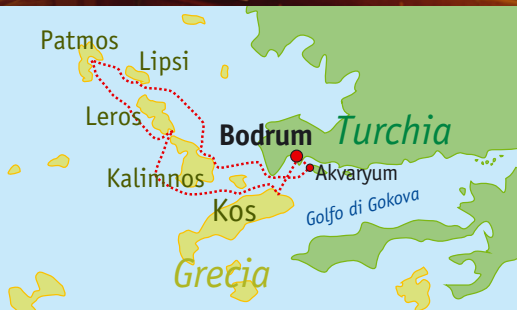 Patmos
Lipsi
Leros
Bodrum
Turchia
Kalimnos
Akvaryum
Kos
Golfo di Gokova
Grecia